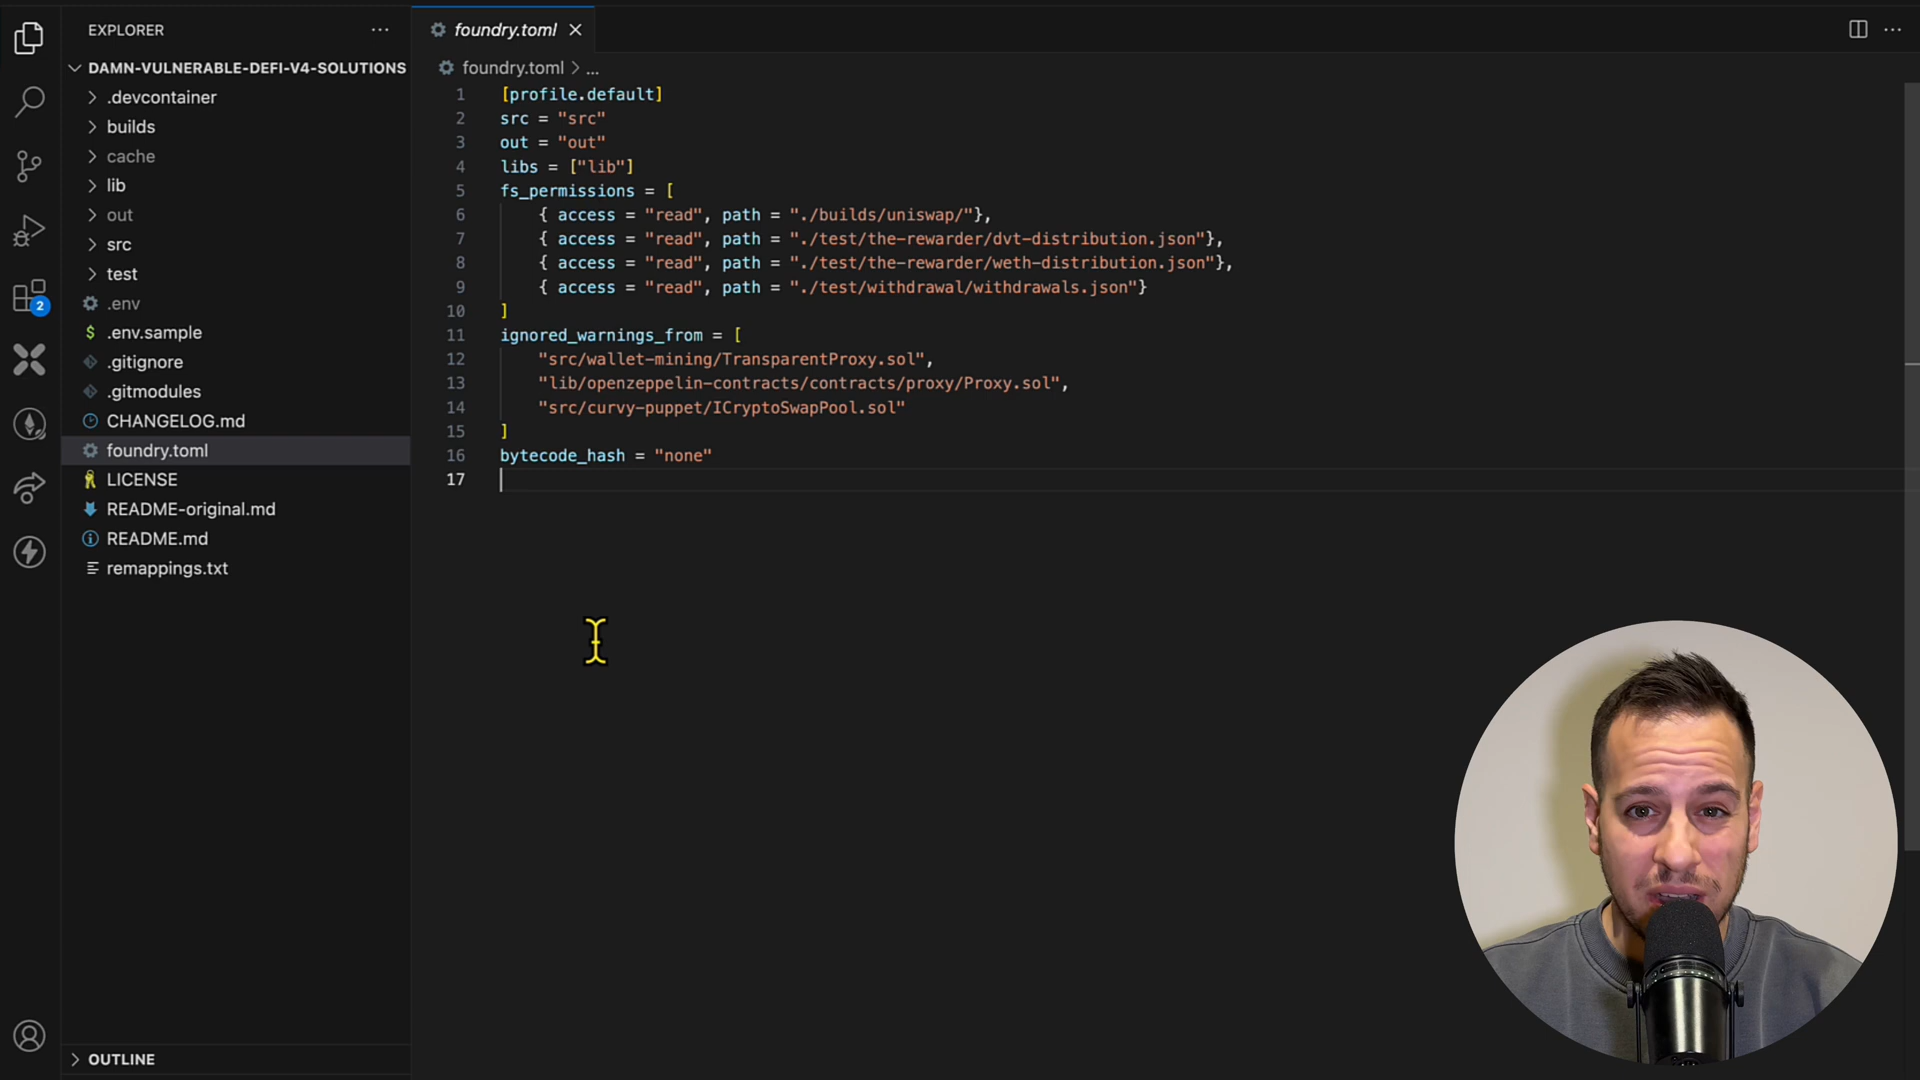 EXPLORER
DAMN-VULNERABLE-DEFI-V4-SOLUTIONS
.devcontainer
builds
cache
lib
out
src
test
.env
.env.sample
.gitignore
.gitmodules
CHANGELOG.md
foundry.toml
LICENSE
README-original.md
README.md
remappings.txt
OUTLINE
2
foundry.toml
foundry.toml > ...
1 [profile.default]
2 src = "src"
3 out = "out"
4 libs = ["lib"]
5 fs_permissions = [
6 { access = "read", path = "./builds/uniswap/"},
7 { access = "read", path = "./test/the-rewarder/dvt-distribution.json"},
8 { access = "read", path = "./test/the-rewarder/weth-distribution.json"},
9 { access = "read", path = "./test/withdrawal/withdrawals.json"}
10 ]
11 ignored_warnings_from = [
12 "src/wallet-mining/TransparentProxy.sol",
13 "lib/openzeppelin-contracts/contracts/proxy/Proxy.sol",
14 "src/curvy-puppet/ICryptoSwapPool.sol"
15 ]
16 bytecode_hash = "none"
17